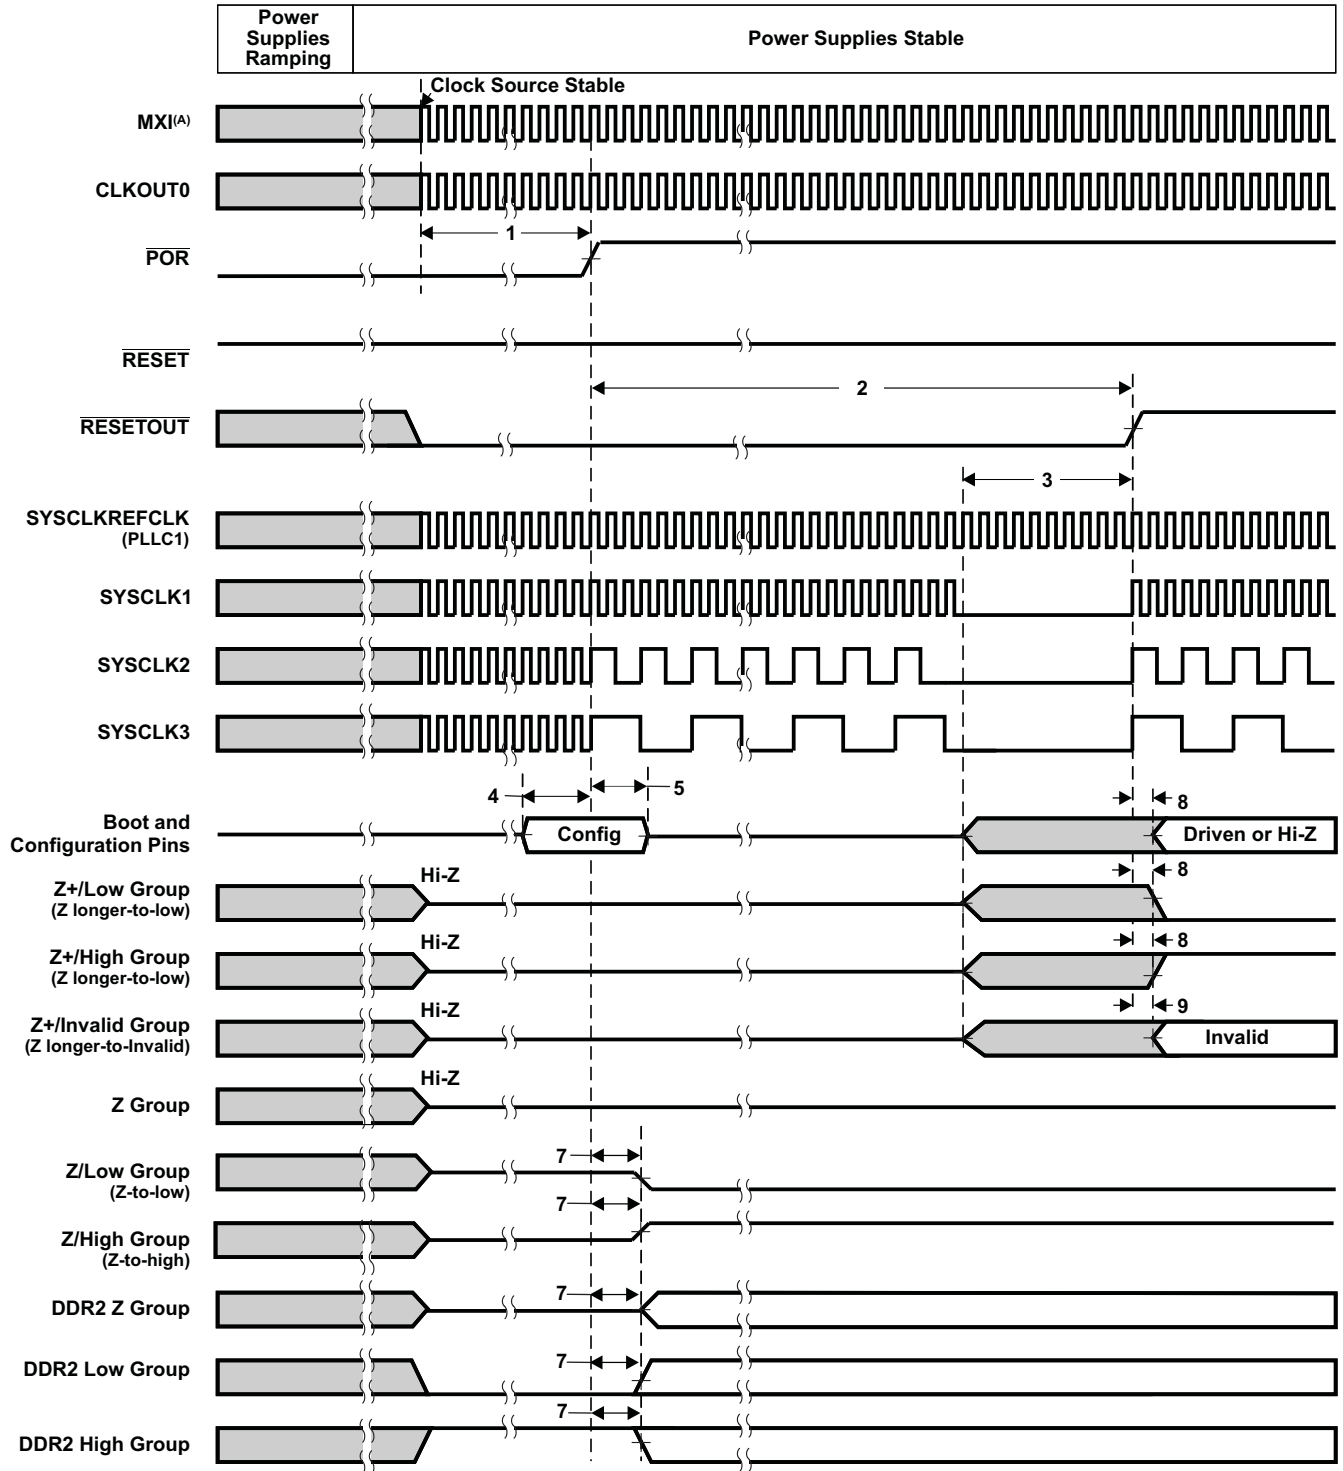 Power
Supplies
Ramping
Power Supplies Stable
Clock Source Stable
MXI(A)
CLKOUT0
1
POR
RESET
2
RESETOUT
3
SYSCLKREFCLK
(PLLC1)
SYSCLK1
SYSCLK2
SYSCLK3
4
5
8
Boot and
Configuration Pins
Config
Driven or Hi-Z
8
Z+/Low Group
(Z longer-to-low)
Hi-Z
8
Z+/High Group
(Z longer-to-low)
Hi-Z
9
Z+/Invalid Group
(Z longer-to-Invalid)
Hi-Z
Invalid
Hi-Z
Z Group
7
Z/Low Group
(Z-to-low)
7
Z/High Group
(Z-to-high)
7
DDR2 Z Group
7
DDR2 Low Group
7
DDR2 High Group